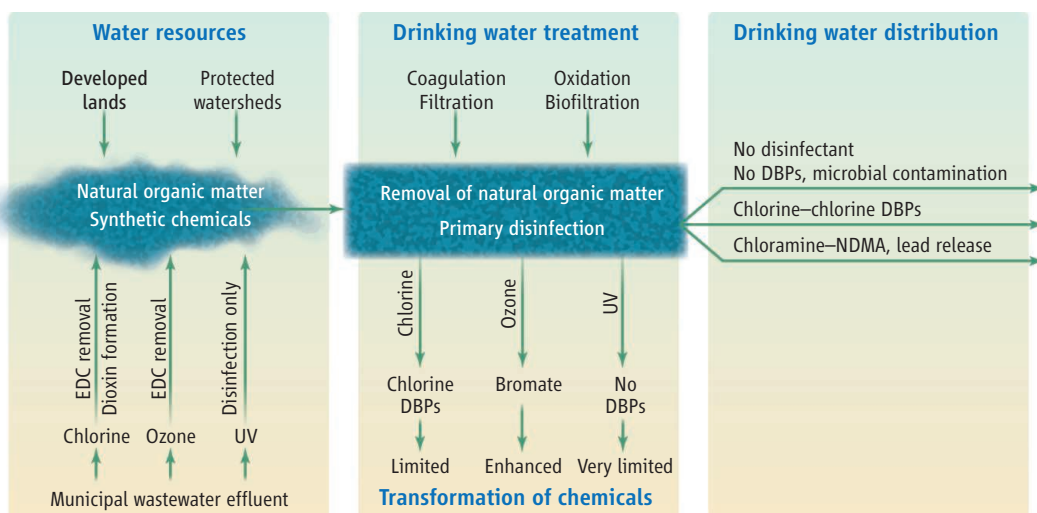 Water resources
Developed
lands
Protected
watersheds
Natural organic matter
Synthetic chemicals
EDC removal
Dioxin formation
EDC removal
Disinfection only
Chlorine
Ozone
UV
Municipal wastewater effluent
Drinking water treatment
Coagulation
Filtration
Oxidation
Biofiltration
Removal of natural organic matter
Primary disinfection
Chlorine
Ozone
UV
Chlorine
DBPs
Bromate
No
DBPs
Limited
Enhanced
Very limited
Transformation of chemicals
Drinking water distribution
No disinfectant
No DBPs, microbial contamination
Chlorine–chlorine DBPs
Chloramine–NDMA, lead release